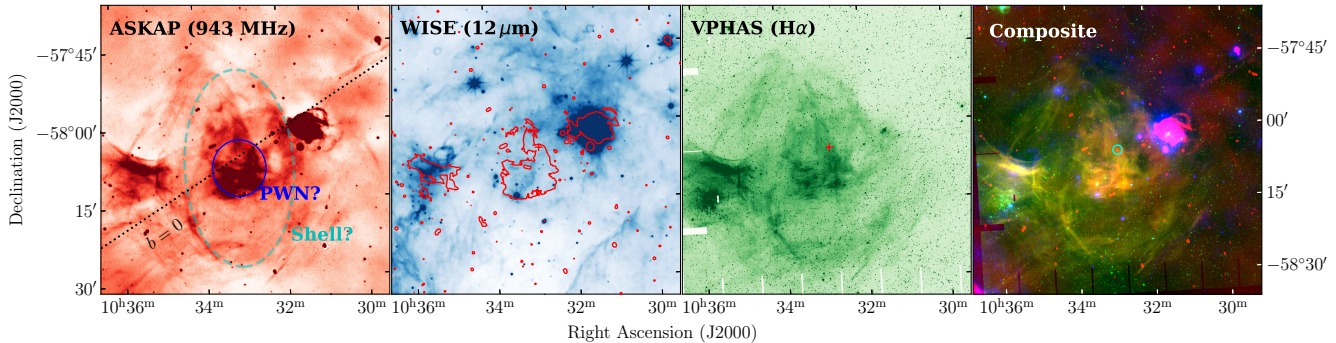 ASKAP (943 MHz)
WISE (12 μm)
VPHAS (Hα)
Composite
−57°45′
−58°00′
15′
30′
Declination (J2000)
PWN?
Shell?
b = 0
−57°45′
00′
15′
−58°30′
10ʰ36ᵐ 34ᵐ 32ᵐ 30ᵐ
10ʰ36ᵐ 34ᵐ 32ᵐ 30ᵐ
10ʰ36ᵐ 34ᵐ 32ᵐ 30ᵐ
10ʰ36ᵐ 34ᵐ 32ᵐ 30ᵐ
Right Ascension (J2000)